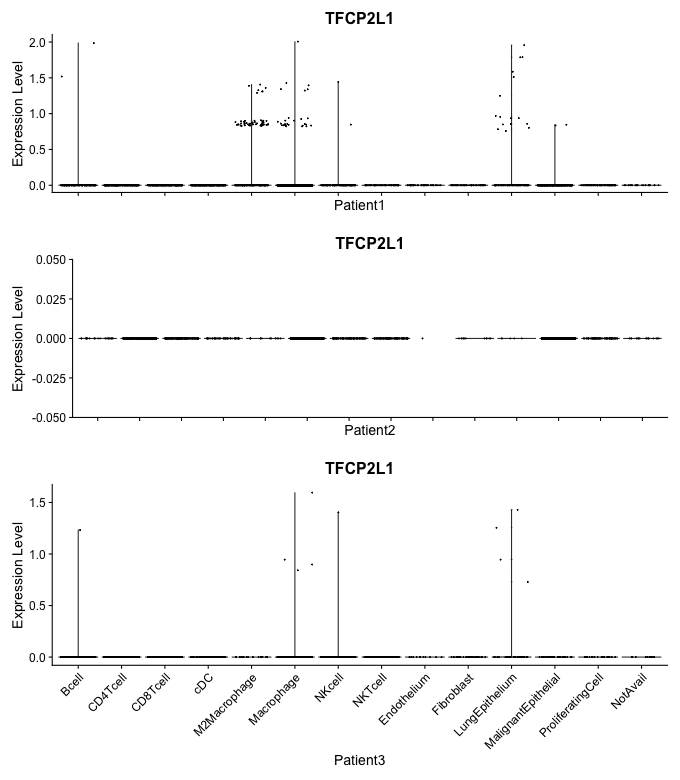 TFCP2L1
Expression Level
2.0
1.5
1.0
0.5
0.0
Patient1
TFCP2L1
Expression Level
0.050
0.025
0.000
-0.025
-0.050
Patient2
TFCP2L1
Expression Level
1.5
1.0
0.5
0.0
Bcell
CD4Tcell
CD8Tcell
cDC
M2Macrophage
Macrophage
NKcell
NKTcell
Endothelium
Fibroblast
LungEpithelium
MalignantEpithelial
ProliferatingCell
NotAvail
Patient3